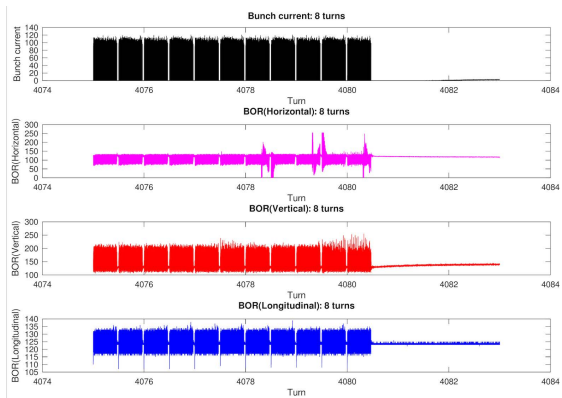 Bunch current: 8 turns
Bunch current
140
120
100
80
60
40
20
0
4074 4076 4078 4080 4082 4084
Turn
BOR(Horizontal): 8 turns
BOR(Horizontal)
300
250
200
150
100
50
0
4074 4076 4078 4080 4082 4084
Turn
BOR(Vertical): 8 turns
BOR(Vertical)
300
250
200
150
100
4074 4076 4078 4080 4082 4084
Turn
BOR(Longitudinal): 8 turns
BOR(Longitudinal)
140
135
130
125
120
115
110
105
4074 4076 4078 4080 4082 4084
Turn